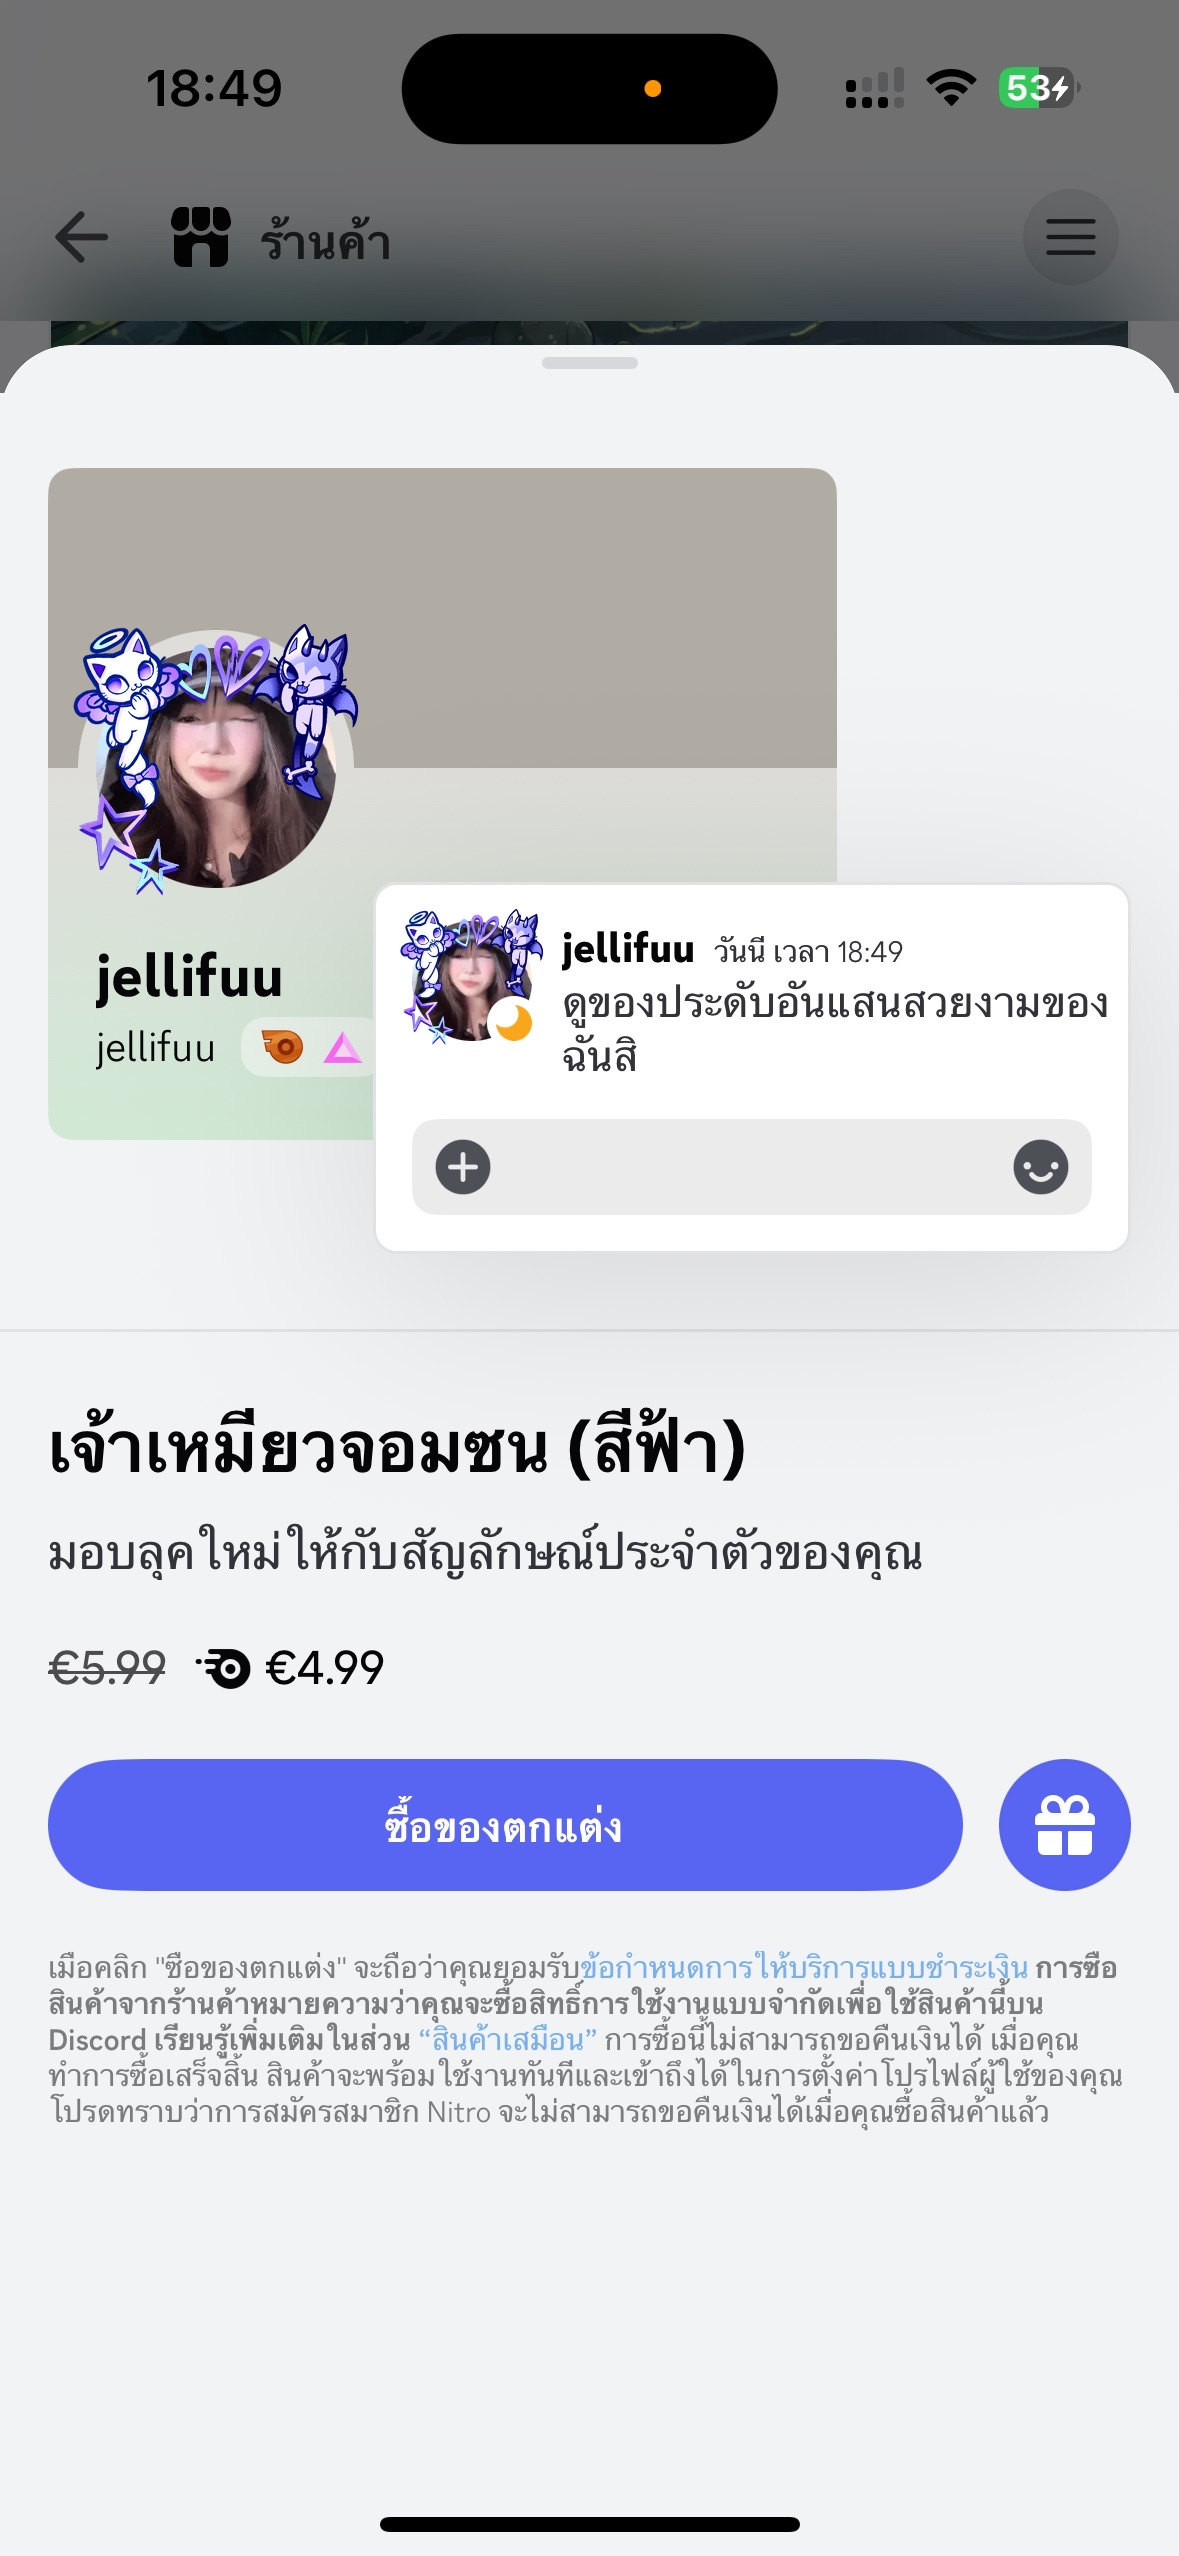 18:49
53
ร้านค้า
jellifuu
jellifuu
jellifuu วันนี้ เวลา 18:49
ดูของประดับอันแสนสวยงามของ
ฉันสิ
เจ้าเหมียวจอมซน (สีฟ้า)
มอบลุคใหม่ให้กับสัญลักษณ์ประจำตัวของคุณ
€5.99 €4.99
ซื้อของตกแต่ง
เมื่อคลิก "ซื้อของตกแต่ง" จะถือว่าคุณยอมรับข้อกำหนดการให้บริการแบบชำระเงิน การซื้อ
สินค้าจากร้านค้าหมายความว่าคุณจะซื้อสิทธิ์การใช้งานแบบจำกัดเพื่อใช้สินค้านี้บน
Discord เรียนรู้เพิ่มเติมในส่วน “สินค้าเสมือน” การซื้อนี้ไม่สามารถขอคืนเงินได้ เมื่อคุณ
ทำการซื้อเสร็จสิ้น สินค้าจะพร้อมใช้งานทันทีและเข้าถึงได้ในการตั้งค่าโปรไฟล์ผู้ใช้ของคุณ
โปรดทราบว่าการสมัครสมาชิก Nitro จะไม่สามารถขอคืนเงินได้เมื่อคุณซื้อสินค้าแล้ว